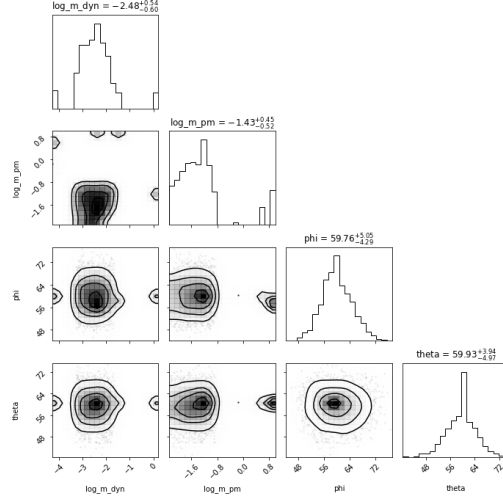 log_m_dyn = −2.48+0.54−0.60
log_m_pm = −1.43+0.45−0.52
log_m_pm
0.8
0.0
−0.8
−1.6
phi = 59.76+5.05−4.29
phi
72
64
56
48
theta = 59.93+3.94−4.97
theta
72
64
56
48
−4 −3 −2 −1 0
−1.6 −0.8 0.0 0.8
48 56 64 72
48 56 64 72
log_m_dyn log_m_pm phi theta